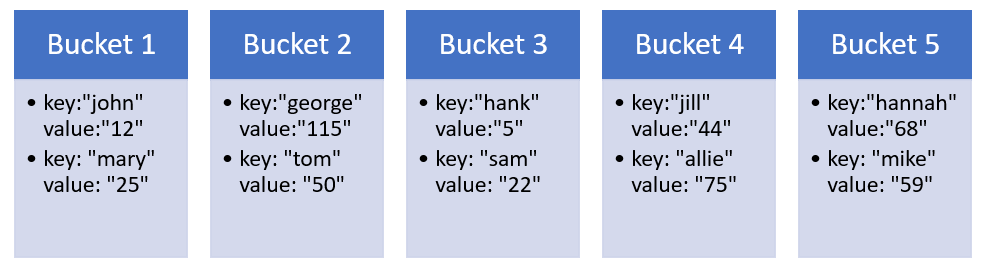 Bucket 1
• key:"john"
value:"12"
• key: "mary"
value: "25"
Bucket 2
• key:"george"
value:"115"
• key: "tom"
value: "50"
Bucket 3
• key:"hank"
value:"5"
• key: "sam"
value: "22"
Bucket 4
• key:"jill"
value:"44"
• key: "allie"
value: "75"
Bucket 5
• key:"hannah"
value:"68"
• key: "mike"
value: "59"